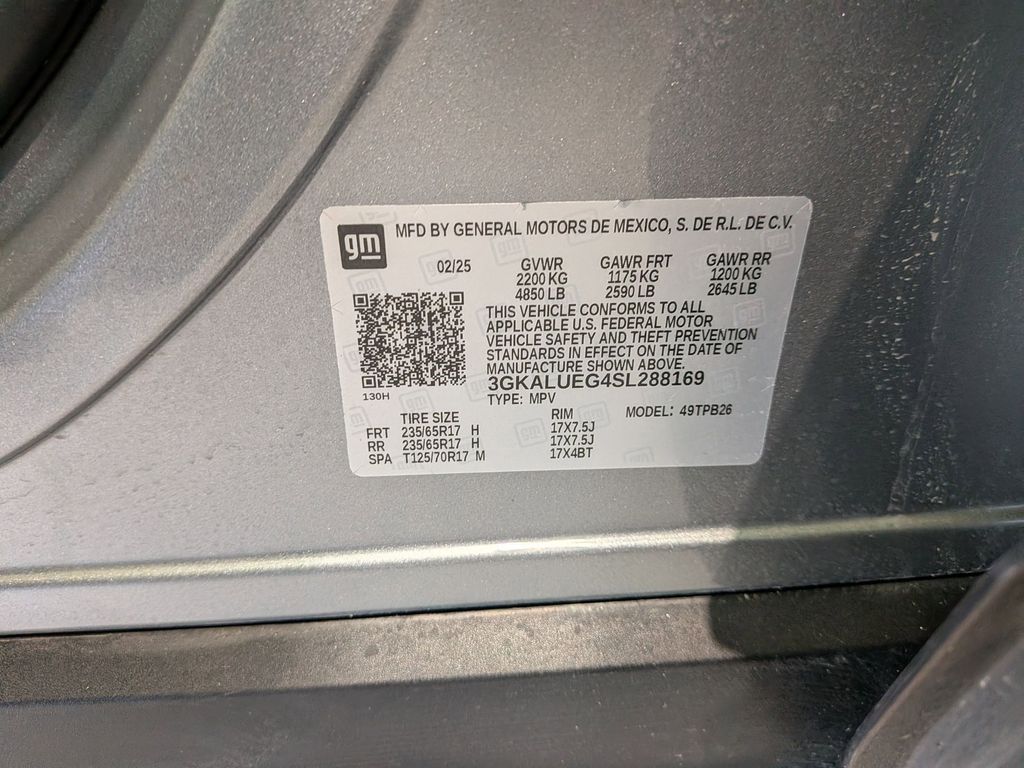 gm
MFD BY GENERAL MOTORS DE MEXICO, S. DE R.L. DE C.V.
02/25 GVWR GAWR FRT GAWR RR
2200 KG 1175 KG 1200 KG
4850 LB 2590 LB 2645 LB
THIS VEHICLE CONFORMS TO ALL
APPLICABLE U.S. FEDERAL MOTOR
VEHICLE SAFETY AND THEFT PREVENTION
STANDARDS IN EFFECT ON THE DATE OF
MANUFACTURE SHOWN ABOVE.
3GKALUEG4SL288169
130H
TYPE: MPV
TIRE SIZE RIM MODEL: 49TPB26
FRT 235/65R17 H 17X7.5J
RR 235/65R17 H 17X7.5J
SPA T125/70R17 M 17X4BT